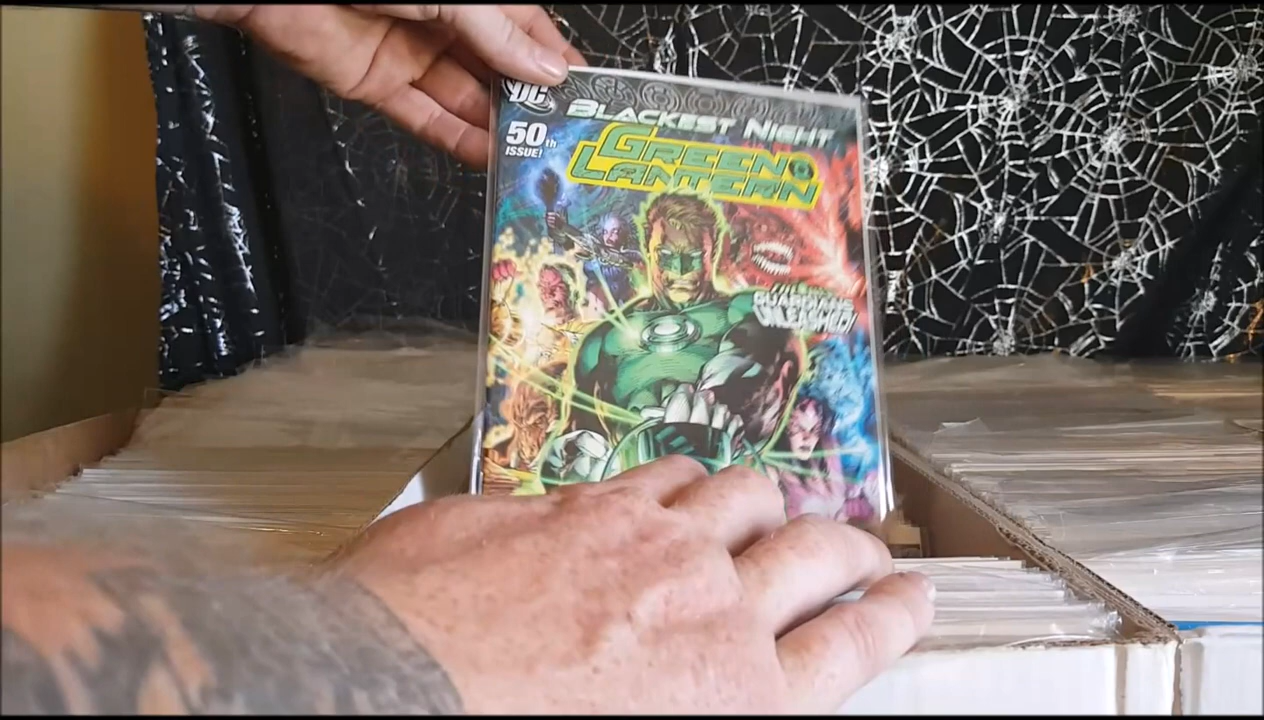 DC
BLACKEST NIGHT
50th
ISSUE!
GREEN
LANTERN
GUARDIANS
UNLEASHED!